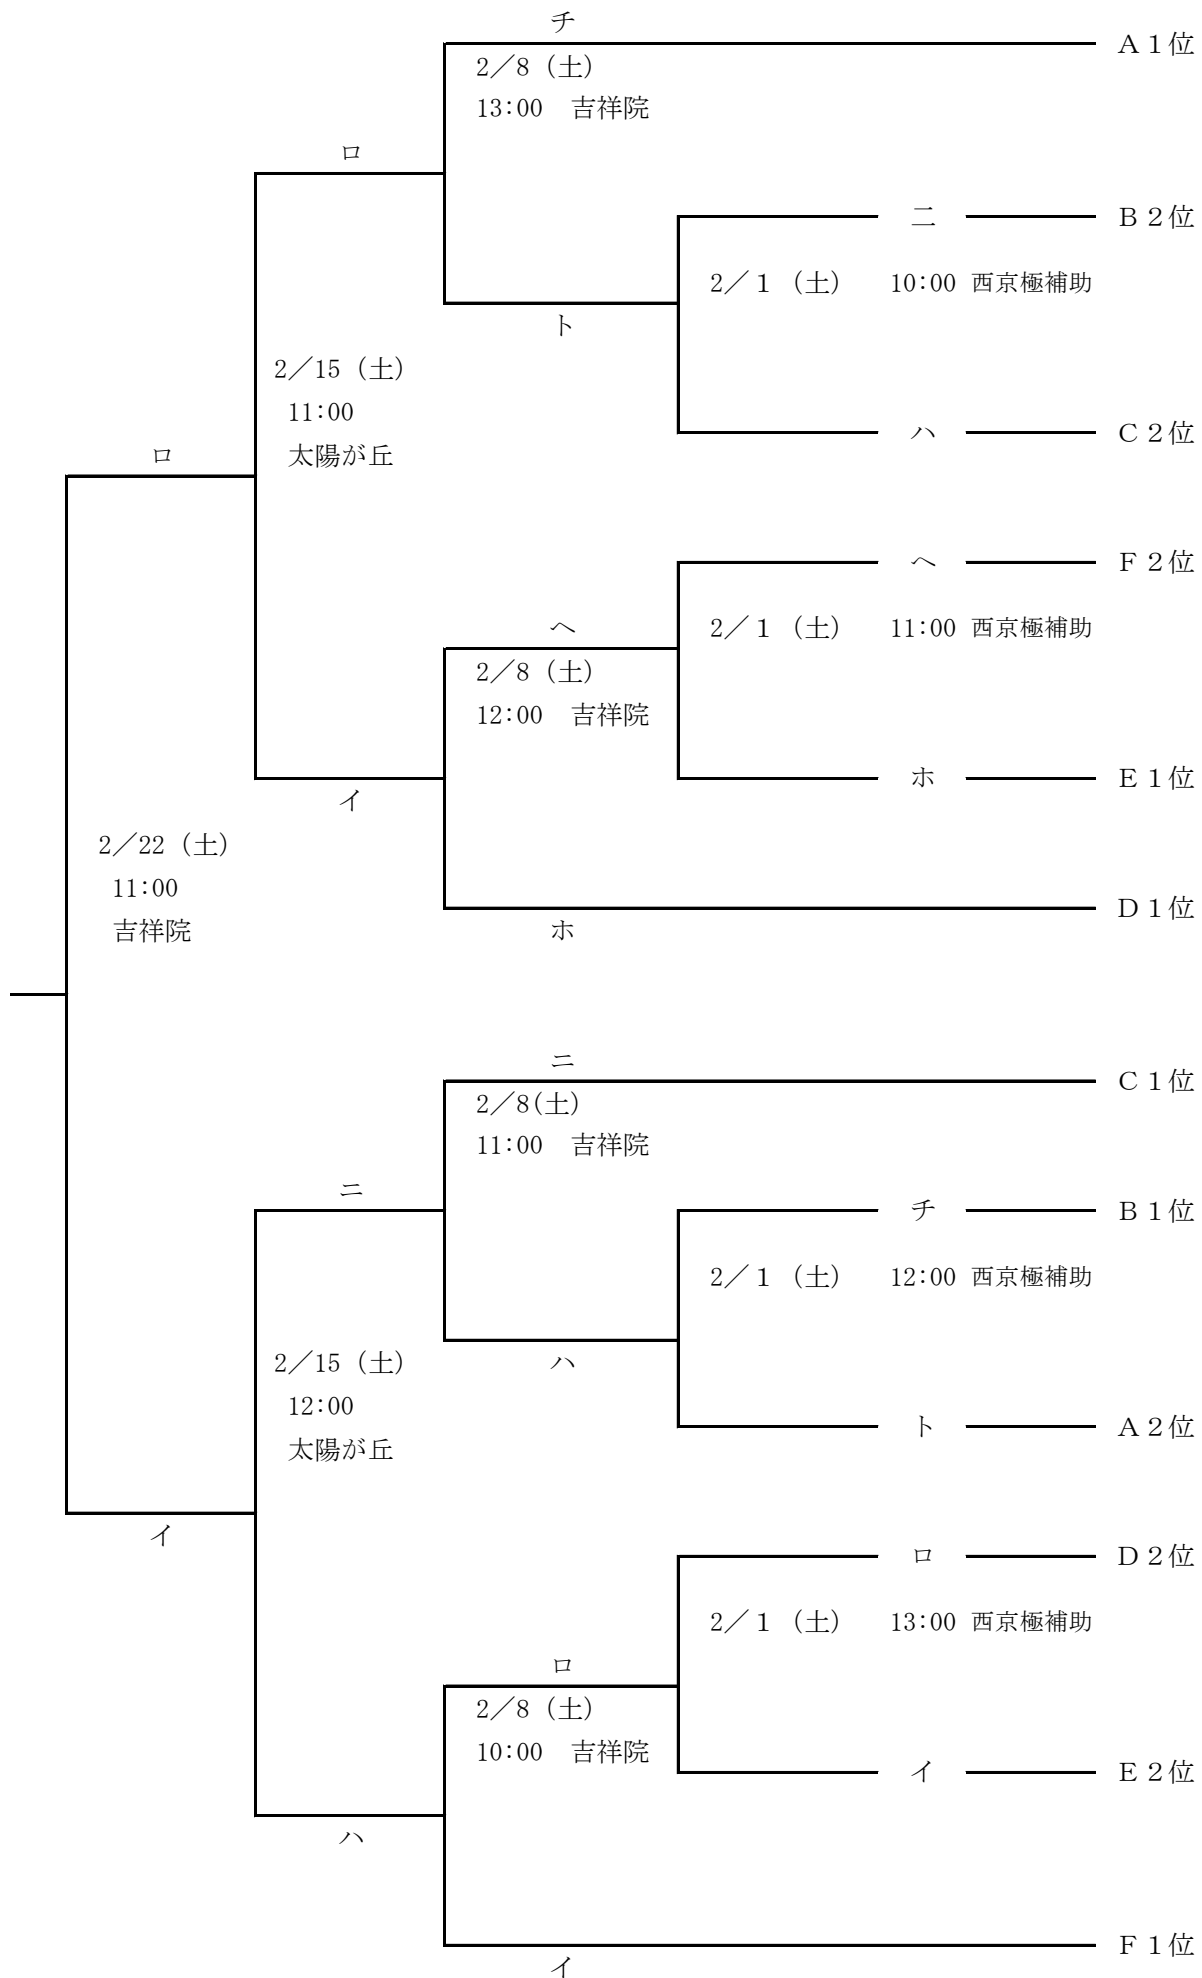 チ
Ａ１位
2／8（土）
13:00　吉祥院
ロ
ニ
Ｂ２位
2／１（土）　10:00 西京極補助
ト
2／15（土）
11:00
太陽が丘
ハ
Ｃ２位
ロ
ヘ
Ｆ２位
ヘ
2／１（土）　11:00 西京極補助
2／8（土）
12:00　吉祥院
ホ
Ｅ１位
イ
2／22（土）
11:00
吉祥院
Ｄ１位
ホ
ニ
Ｃ１位
2／8(土）
11:00　吉祥院
ニ
チ
Ｂ１位
2／１（土）　12:00 西京極補助
ハ
2／15（土）
12:00
太陽が丘
ト
Ａ２位
イ
ロ
Ｄ２位
2／１（土）　13:00 西京極補助
ロ
2／8（土）
10:00　吉祥院
イ
Ｅ２位
ハ
Ｆ１位
イ